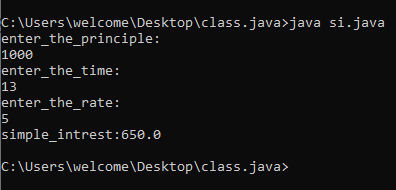 C:\Users\welcome\Desktop\class.java>java si.java
enter_the_principle:
1000
enter_the_time:
13
enter_the_rate:
5
simple_intrest:650.0
C:\Users\welcome\Desktop\class.java>